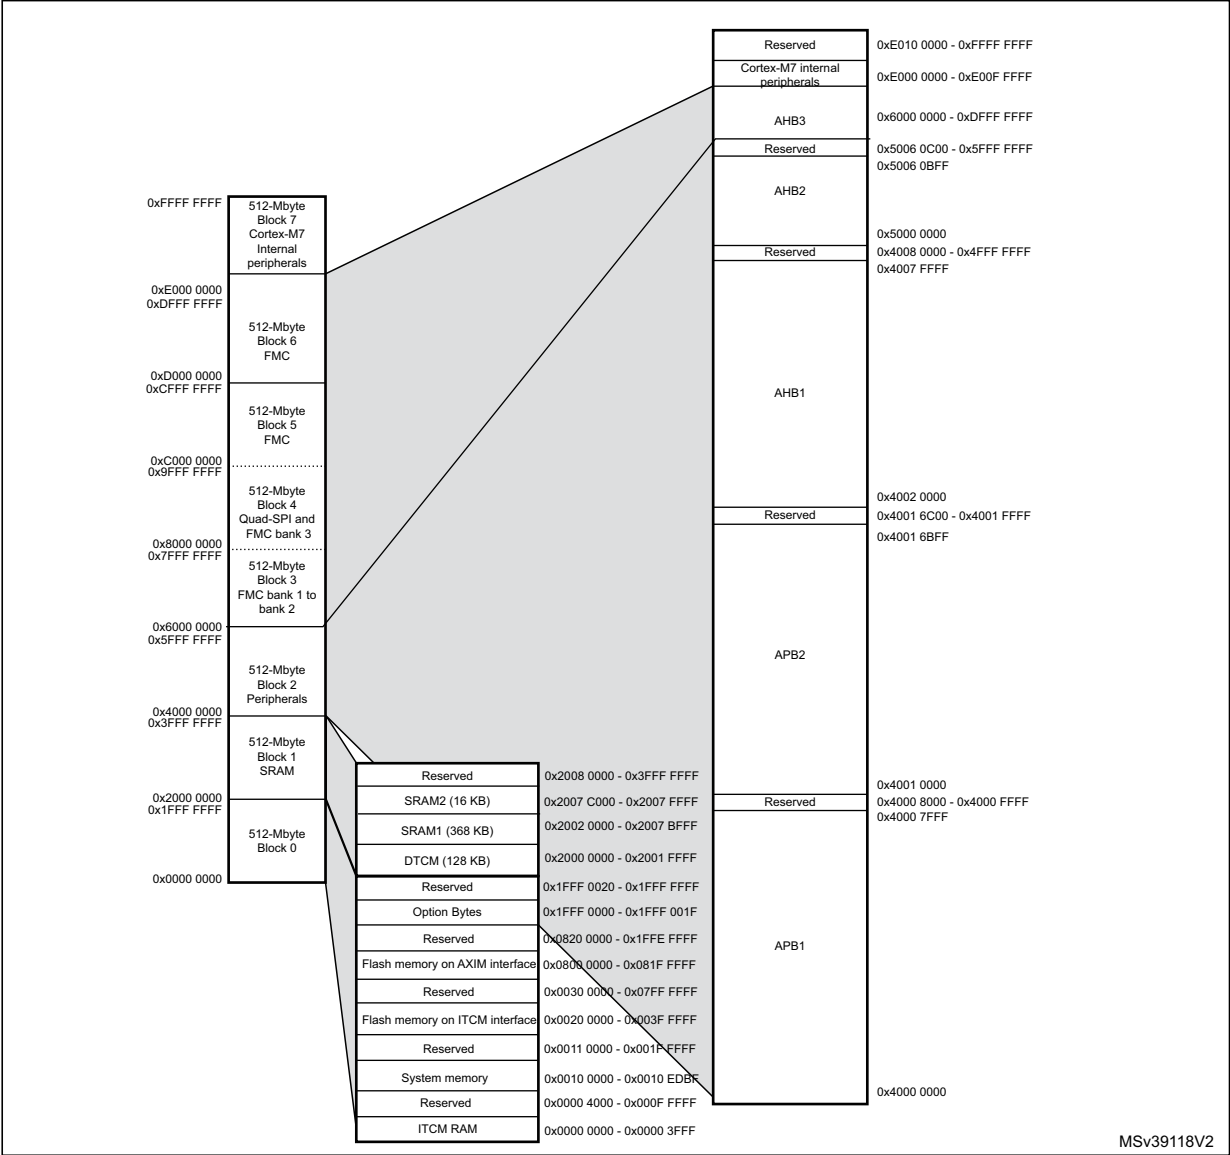 0xFFFF FFFF
512-Mbyte
Block 7
Cortex-M7
Internal
peripherals
0xE000 0000
0xDFFF FFFF
512-Mbyte
Block 6
FMC
0xD000 0000
0xCFFF FFFF
512-Mbyte
Block 5
FMC
0xC000 0000
0x9FFF FFFF
512-Mbyte
Block 4
Quad-SPI and
FMC bank 3
0x8000 0000
0x7FFF FFFF
512-Mbyte
Block 3
FMC bank 1 to
bank 2
0x6000 0000
0x5FFF FFFF
512-Mbyte
Block 2
Peripherals
0x4000 0000
0x3FFF FFFF
512-Mbyte
Block 1
SRAM
0x2000 0000
0x1FFF FFFF
512-Mbyte
Block 0
0x0000 0000
Reserved 0x2008 0000 - 0x3FFF FFFF
SRAM2 (16 KB) 0x2007 C000 - 0x2007 FFFF
SRAM1 (368 KB) 0x2002 0000 - 0x2007 BFFF
DTCM (128 KB) 0x2000 0000 - 0x2001 FFFF
Reserved 0x1FFF 0020 - 0x1FFF FFFF
Option Bytes 0x1FFF 0000 - 0x1FFF 001F
Reserved 0x0820 0000 - 0x1FFE FFFF
Flash memory on AXIM interface 0x0800 0000 - 0x081F FFFF
Reserved 0x0030 0000 - 0x07FF FFFF
Flash memory on ITCM interface 0x0020 0000 - 0x003F FFFF
Reserved 0x0011 0000 - 0x001F FFFF
System memory 0x0010 0000 - 0x0010 EDBF
Reserved 0x0000 4000 - 0x000F FFFF
ITCM RAM 0x0000 0000 - 0x0000 3FFF
Reserved 0xE010 0000 - 0xFFFF FFFF
Cortex-M7 internal
peripherals 0xE000 0000 - 0xE00F FFFF
AHB3 0x6000 0000 - 0xDFFF FFFF
Reserved 0x5006 0C00 - 0x5FFF FFFF
0x5006 0BFF
AHB2
0x5000 0000
Reserved 0x4008 0000 - 0x4FFF FFFF
0x4007 FFFF
AHB1
0x4002 0000
Reserved 0x4001 6C00 - 0x4001 FFFF
0x4001 6BFF
APB2
0x4001 0000
Reserved 0x4000 8000 - 0x4000 FFFF
0x4000 7FFF
APB1
0x4000 0000
MSv39118V2